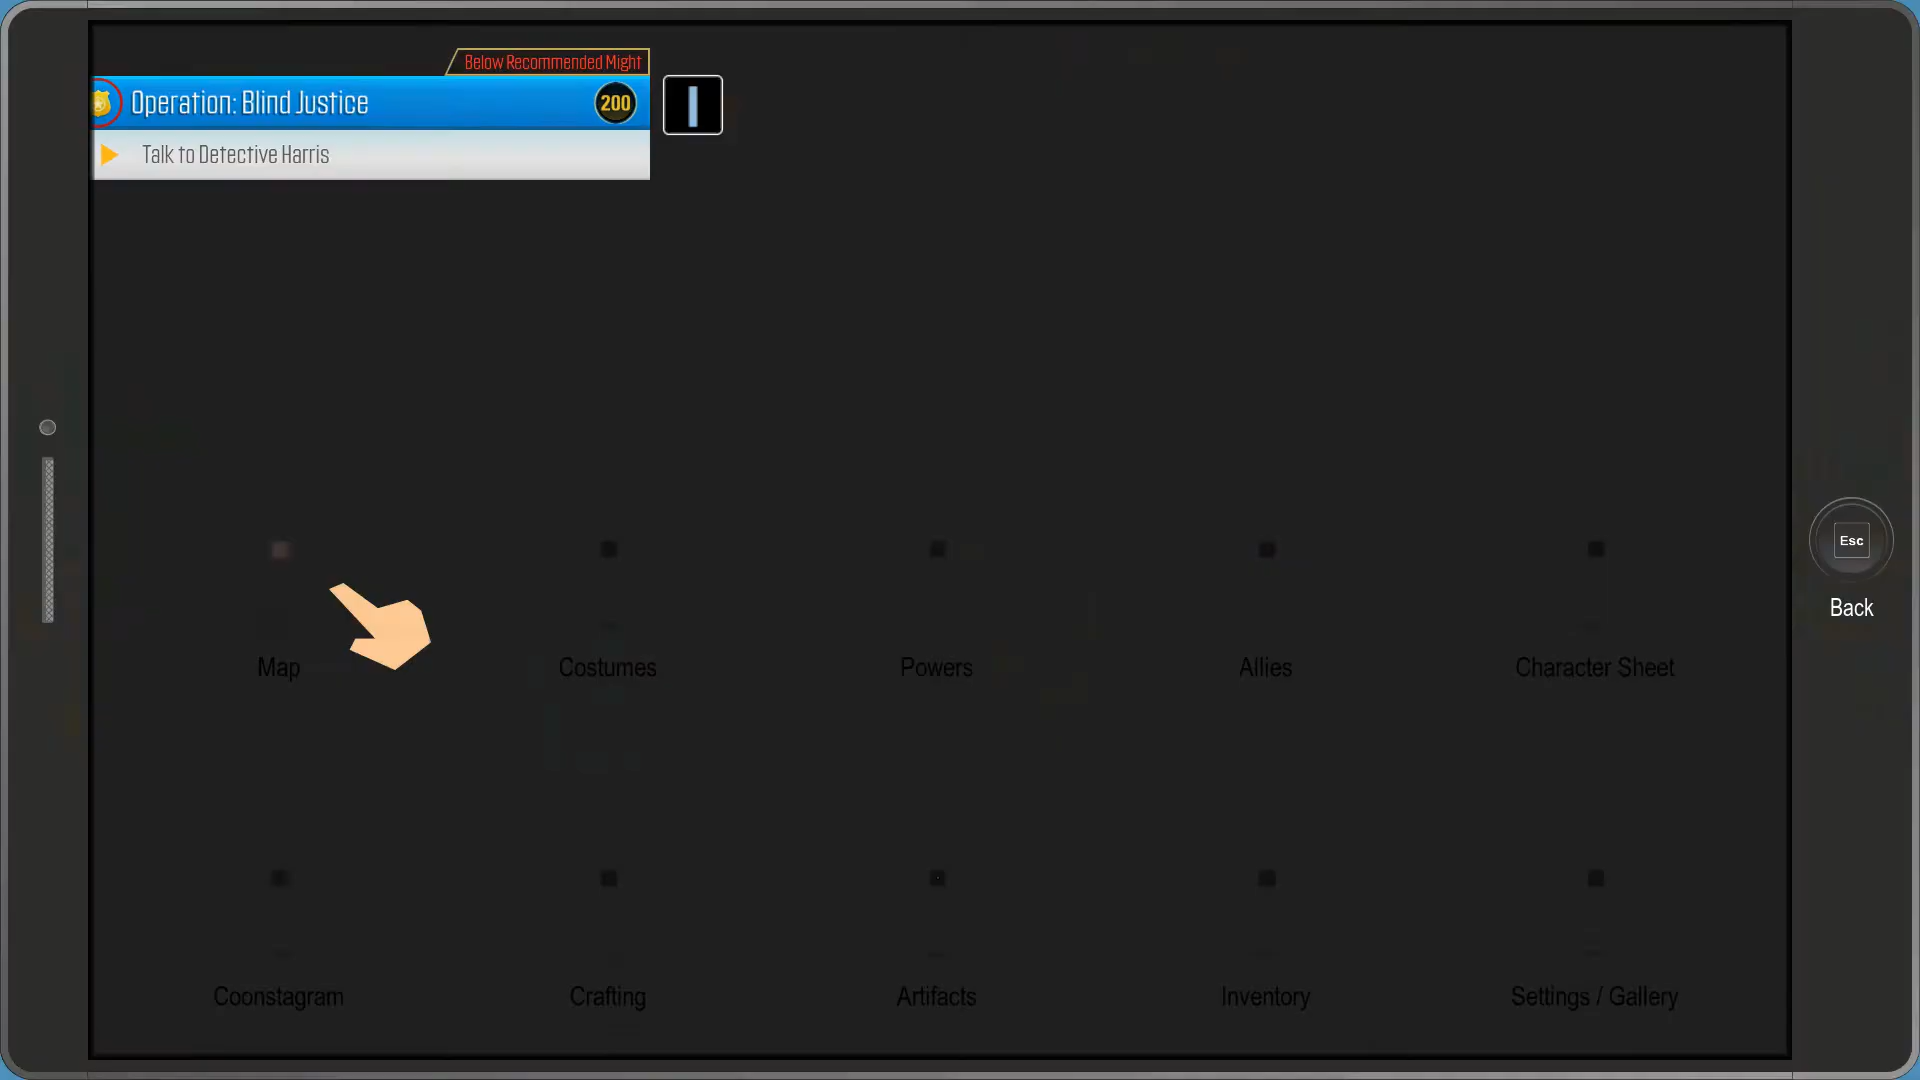 Below Recommended Might
Operation: Blind Justice
200
Talk to Detective Harris
Esc
Back
Map
Costumes
Powers
Allies
Character Sheet
Coonstagram
Crafting
Artifacts
Inventory
Settings / Gallery